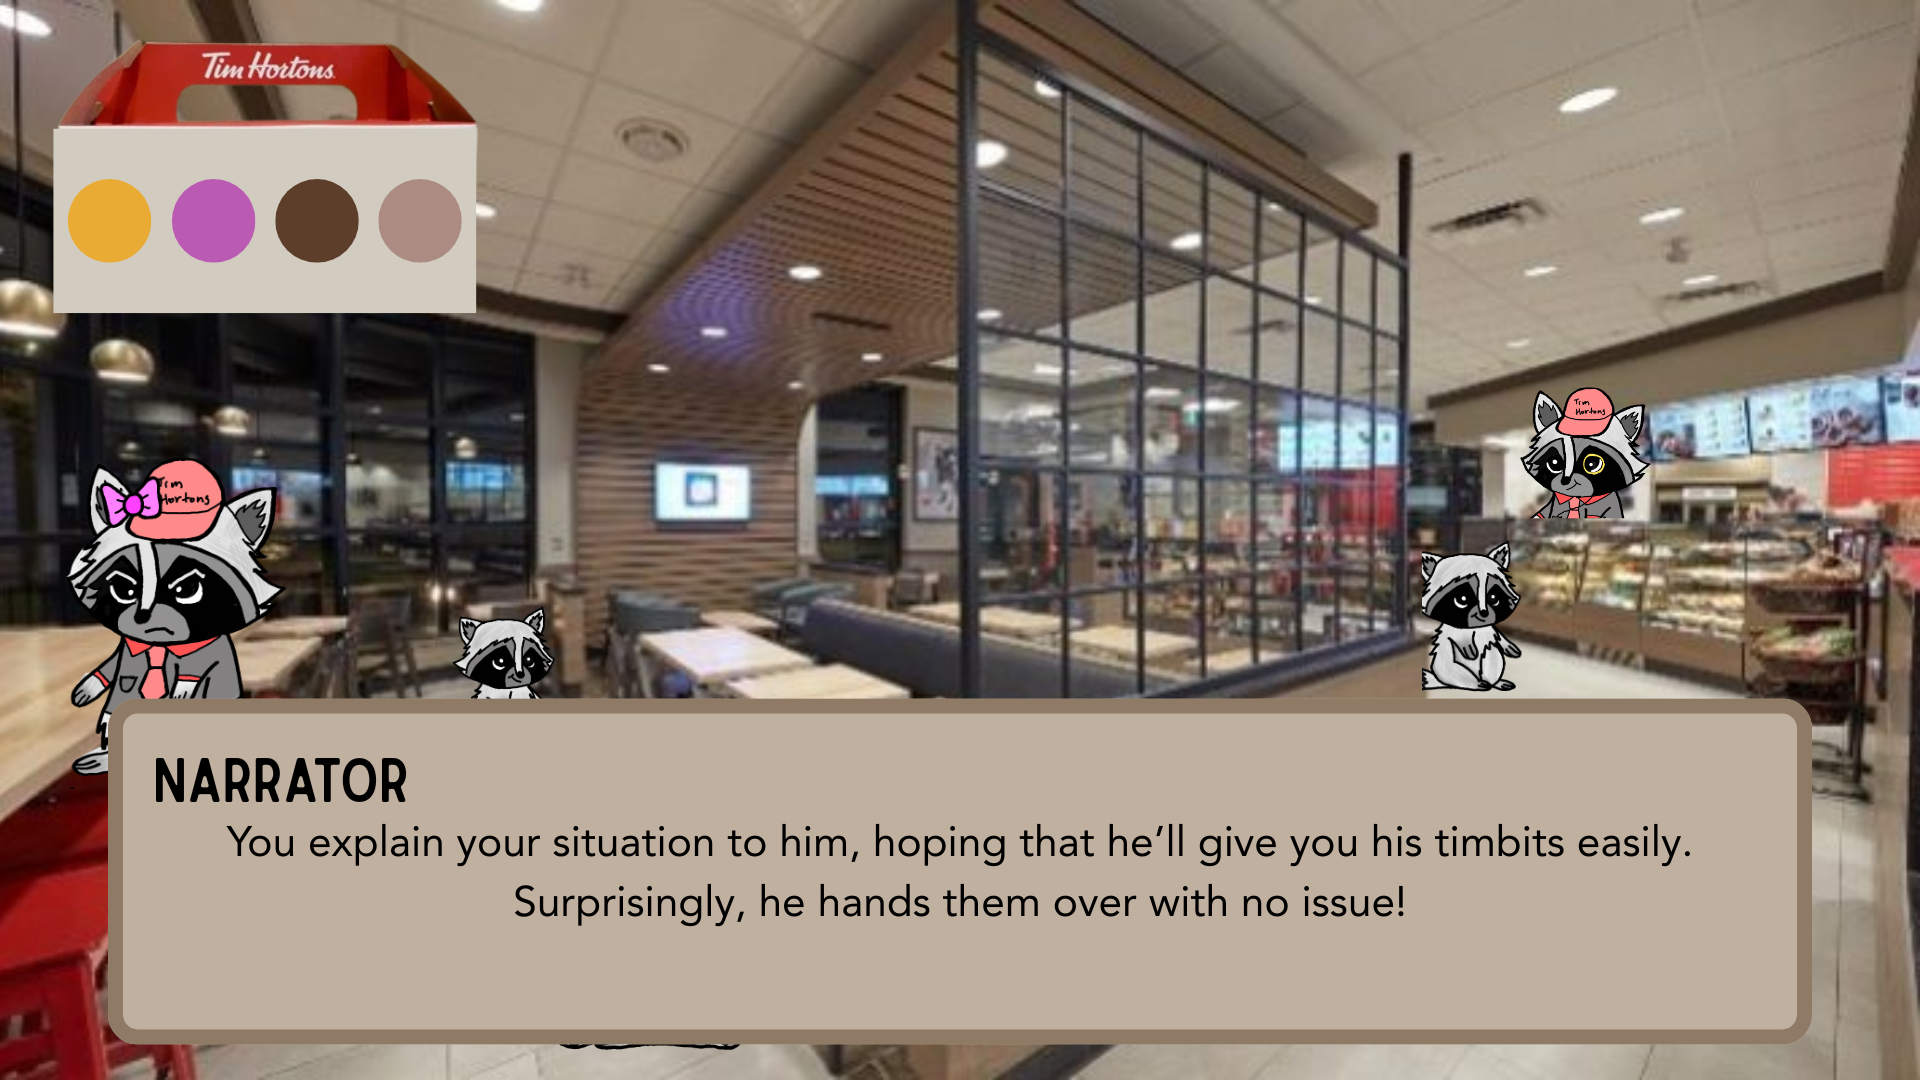 Tim Hortons
Tim
Hortons
Tim
Hortons
NARRATOR
You explain your situation to him, hoping that he’ll give you his timbits easily.
Surprisingly, he hands them over with no issue!